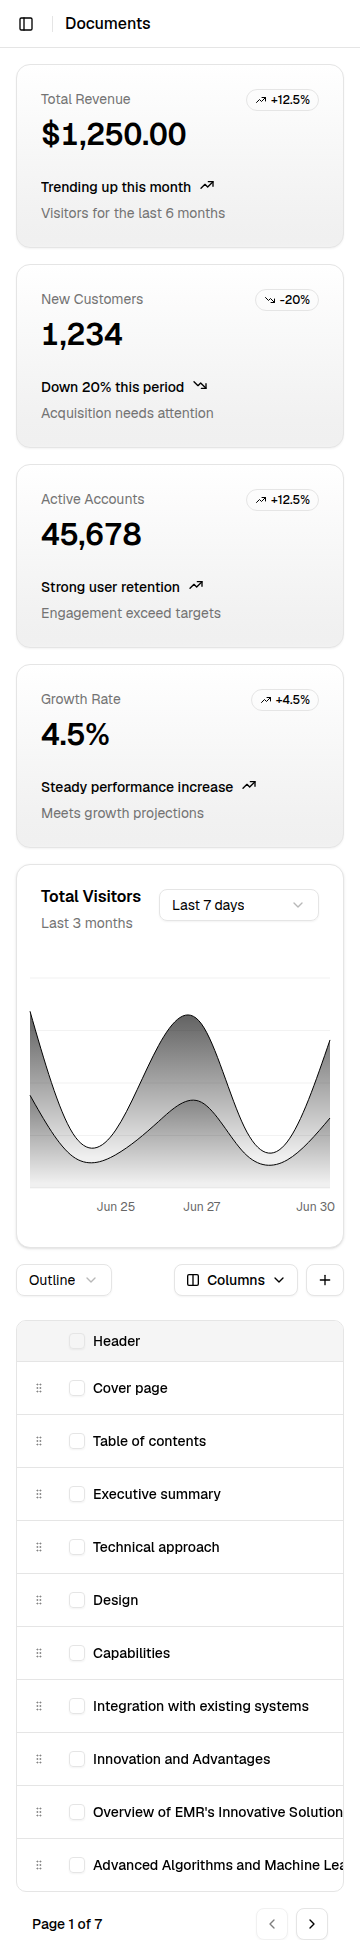 Documents
Total Revenue
+12.5%
$1,250.00
Trending up this month
Visitors for the last 6 months
New Customers
-20%
1,234
Down 20% this period
Acquisition needs attention
Active Accounts
+12.5%
45,678
Strong user retention
Engagement exceed targets
Growth Rate
+4.5%
4.5%
Steady performance increase
Meets growth projections
Total Visitors
Last 3 months
Last 7 days
Jun 25 Jun 27 Jun 30
Outline
Columns
Header
Cover page
Table of contents
Executive summary
Technical approach
Design
Capabilities
Integration with existing systems
Innovation and Advantages
Overview of EMR's Innovative Solution
Advanced Algorithms and Machine Lea
Page 1 of 7